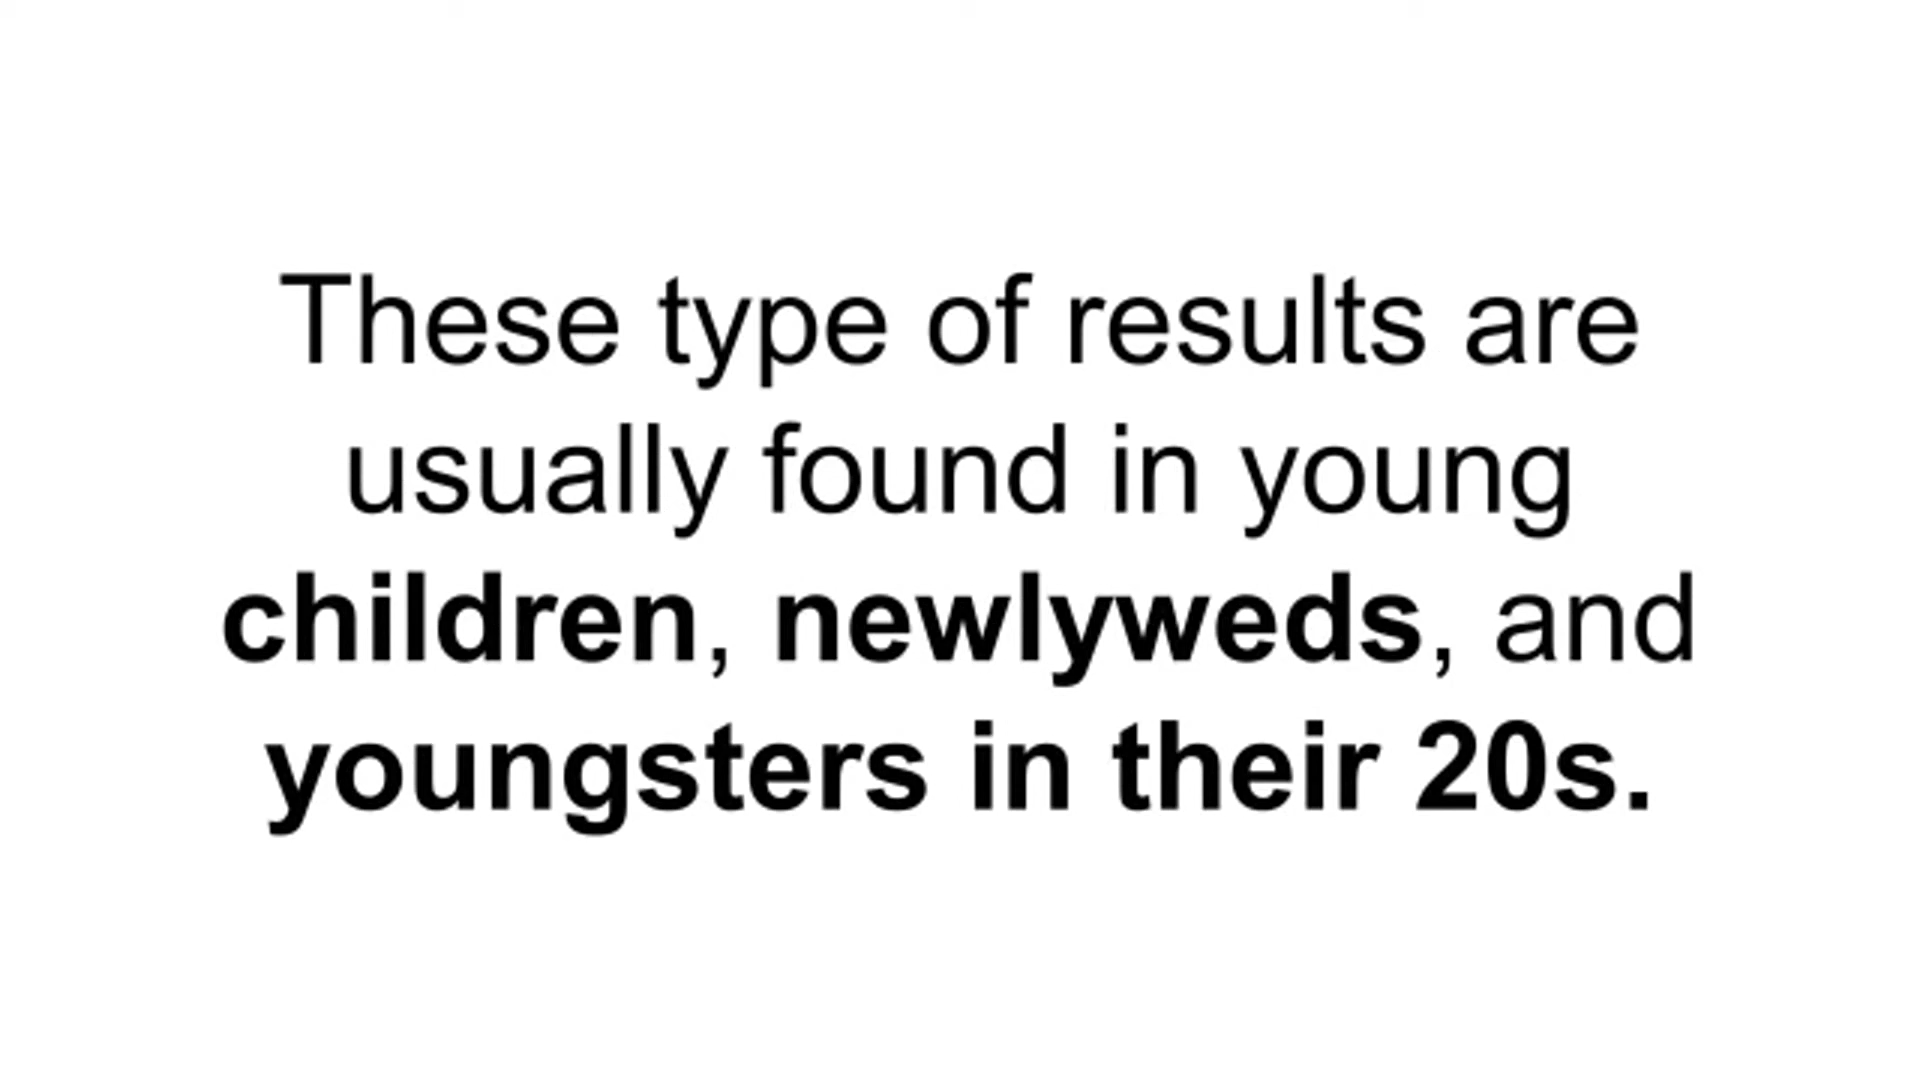 These type of results are
usually found in young
children, newlyweds, and
youngsters in their 20s.